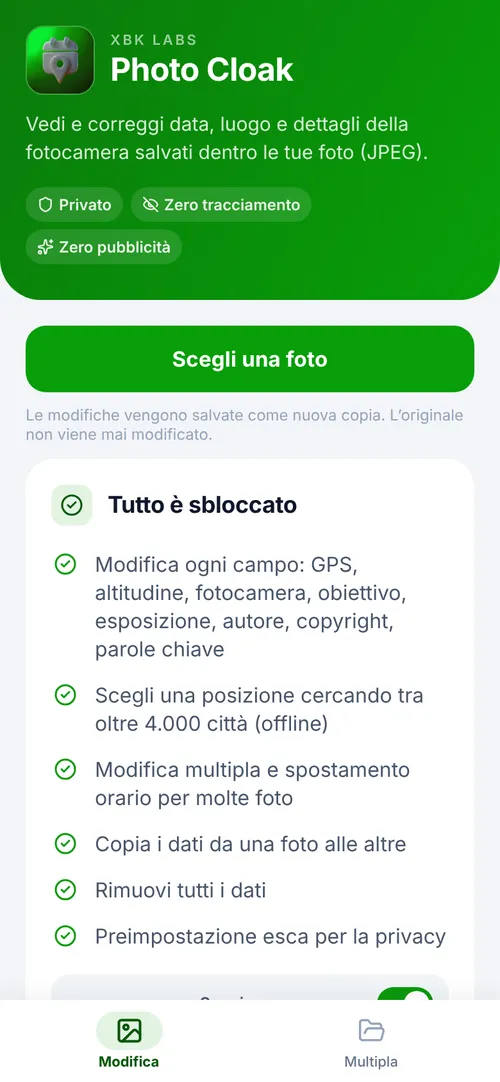 XBK LABS
Photo Cloak
Vedi e correggi data, luogo e dettagli della
fotocamera salvati dentro le tue foto (JPEG).
Privato
Zero tracciamento
Zero pubblicità
Scegli una foto
Le modifiche vengono salvate come nuova copia. L’originale
non viene mai modificato.
Tutto è sbloccato
Modifica ogni campo: GPS,
altitudine, fotocamera, obiettivo,
esposizione, autore, copyright,
parole chiave
Scegli una posizione cercando tra
oltre 4.000 città (offline)
Modifica multipla e spostamento
orario per molte foto
Copia i dati da una foto alle altre
Rimuovi tutti i dati
Preimpostazione esca per la privacy
Modifica
Multipla